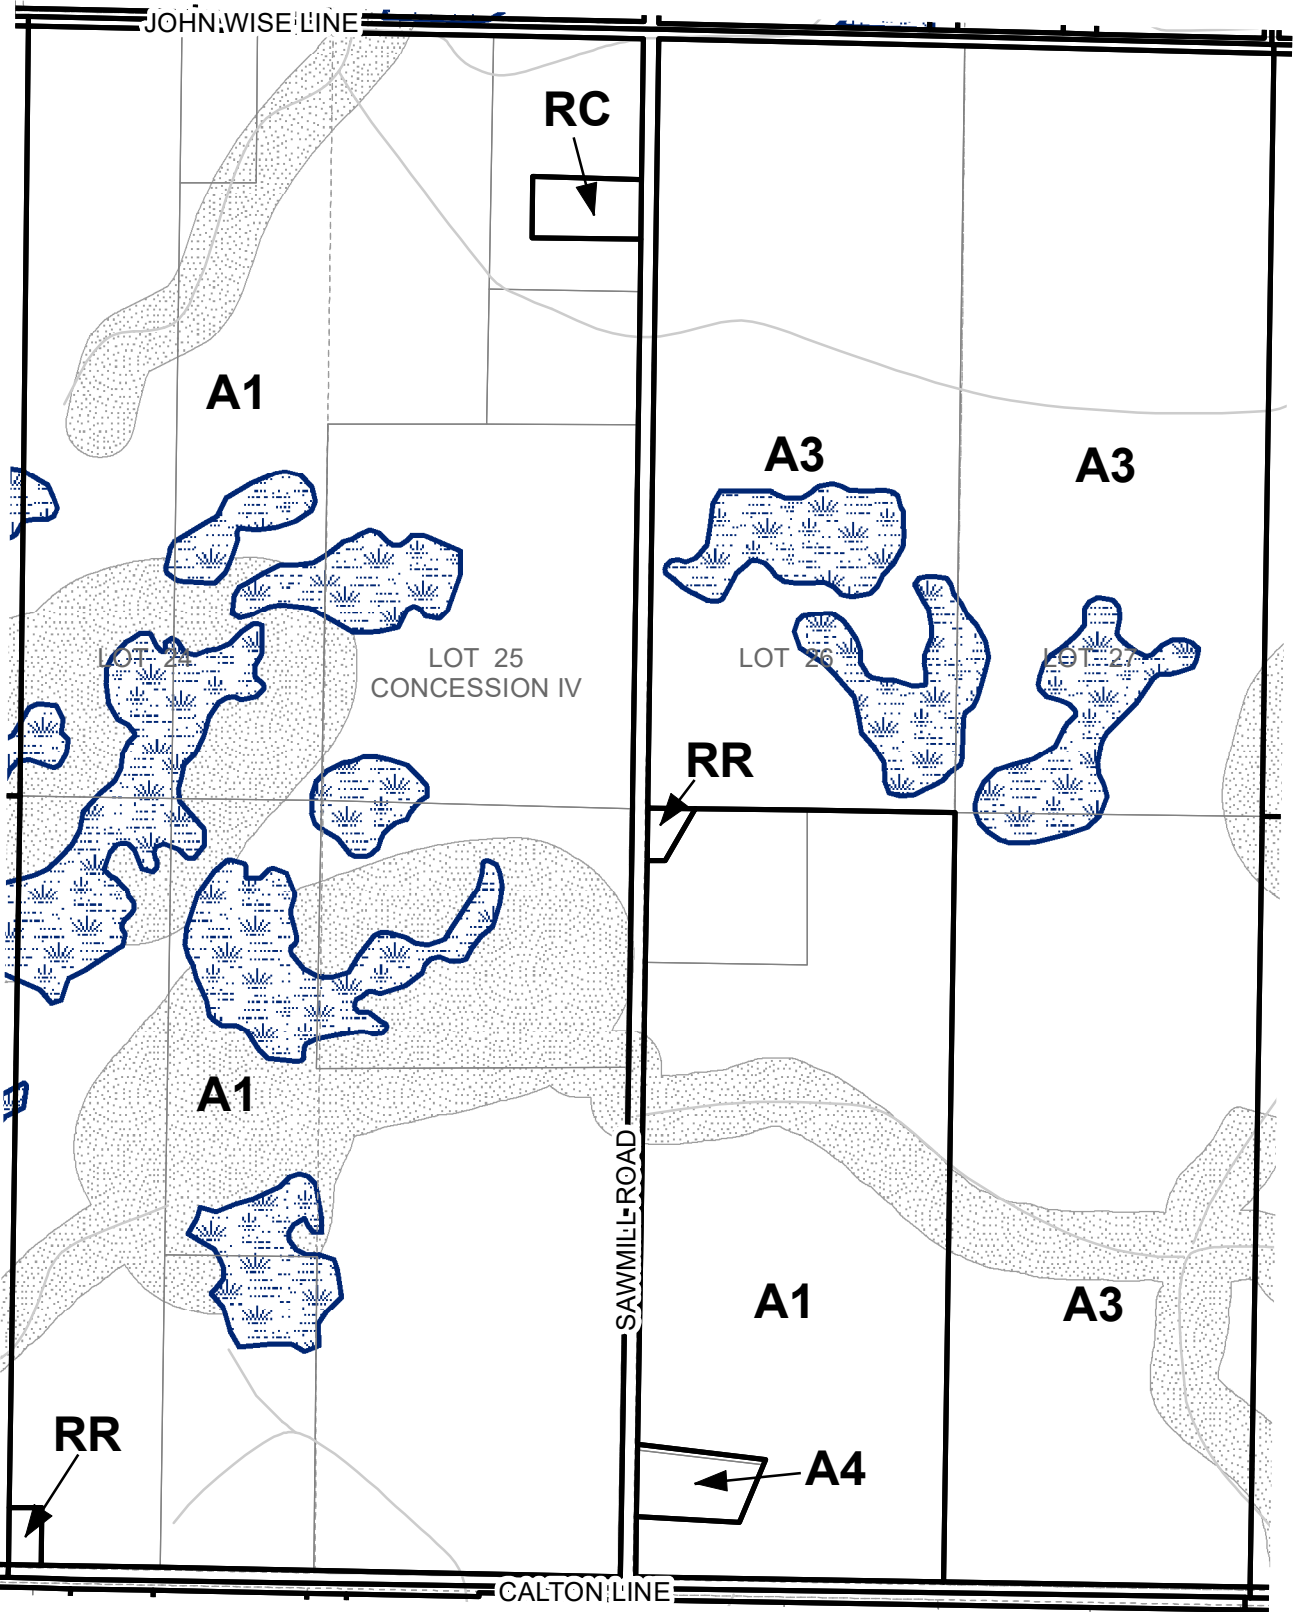 JOHN WISE LINE
RC
A1
A3
A3
LOT 24
LOT 25
CONCESSION IV
LOT 26
LOT 27
RR
A1
SAWMILL ROAD
A1
A3
RR
A4
CALTON LINE